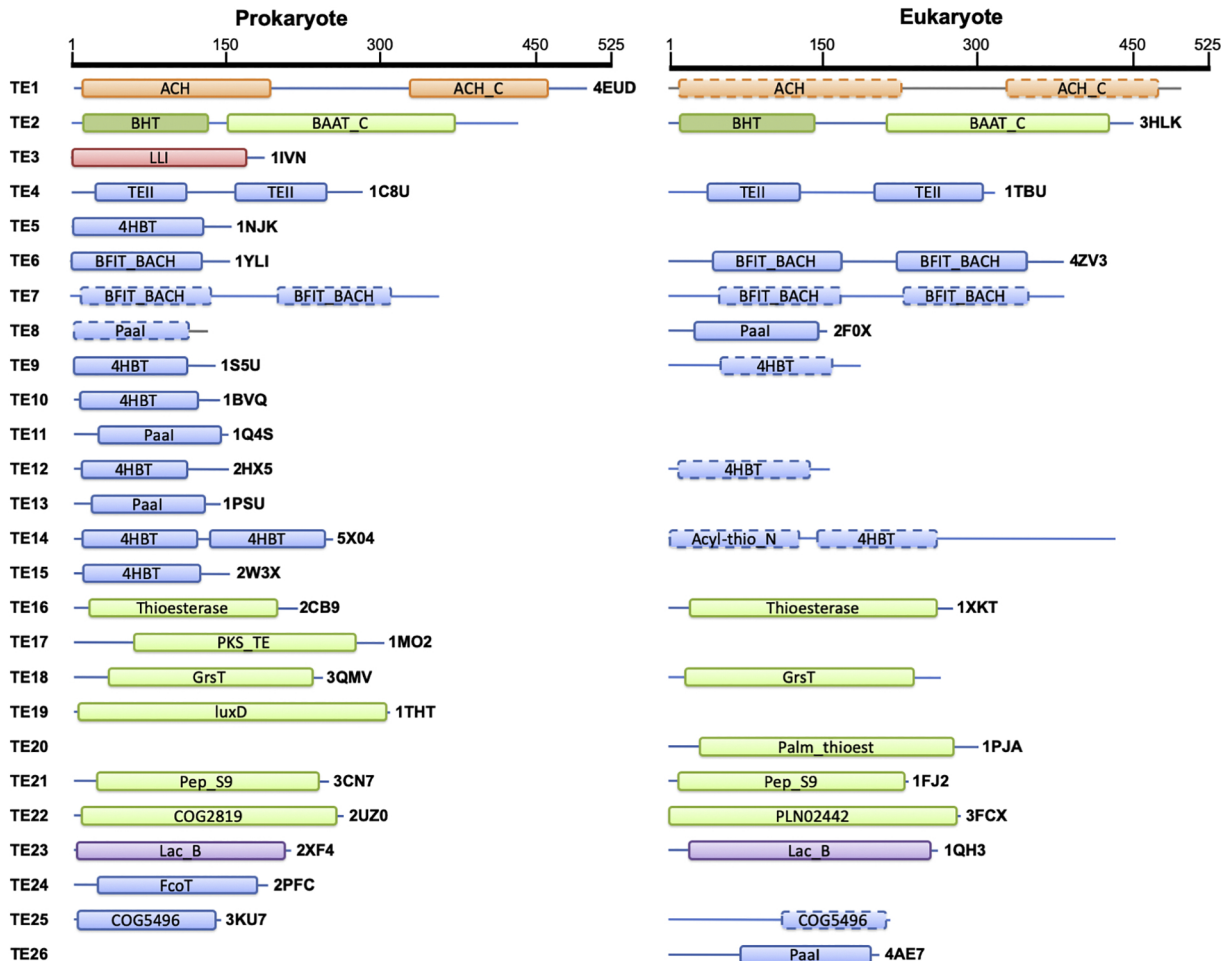 Prokaryote Eukaryote
1 150 300 450 525 1 150 300 450 525
TE1 ACH ACH_C 4EUD ACH ACH_C
TE2 BHT BAAT_C BHT BAAT_C 3HLK
TE3 LLI 1IVN
TE4 TEII TEII 1C8U TEII TEII 1TBU
TE5 4HBT 1NJK
TE6 BFIT_BACH 1YLI BFIT_BACH BFIT_BACH 4ZV3
TE7 BFIT_BACH BFIT_BACH BFIT_BACH BFIT_BACH
TE8 PaaI PaaI 2F0X
TE9 4HBT 1S5U 4HBT
TE10 4HBT 1BVQ
TE11 PaaI 1Q4S
TE12 4HBT 2HX5 4HBT
TE13 PaaI 1PSU
TE14 4HBT 4HBT 5X04 Acyl-thio_N 4HBT
TE15 4HBT 2W3X
TE16 Thioesterase 2CB9 Thioesterase 1XKT
TE17 PKS_TE 1MO2
TE18 GrsT 3QMV GrsT
TE19 luxD 1THT
TE20 Palm_thioest 1PJA
TE21 Pep_S9 3CN7 Pep_S9 1FJ2
TE22 COG2819 2UZ0 PLN02442 3FCX
TE23 Lac_B 2XF4 Lac_B 1QH3
TE24 FcoT 2PFC
TE25 COG5496 3KU7 COG5496
TE26 PaaI 4AE7